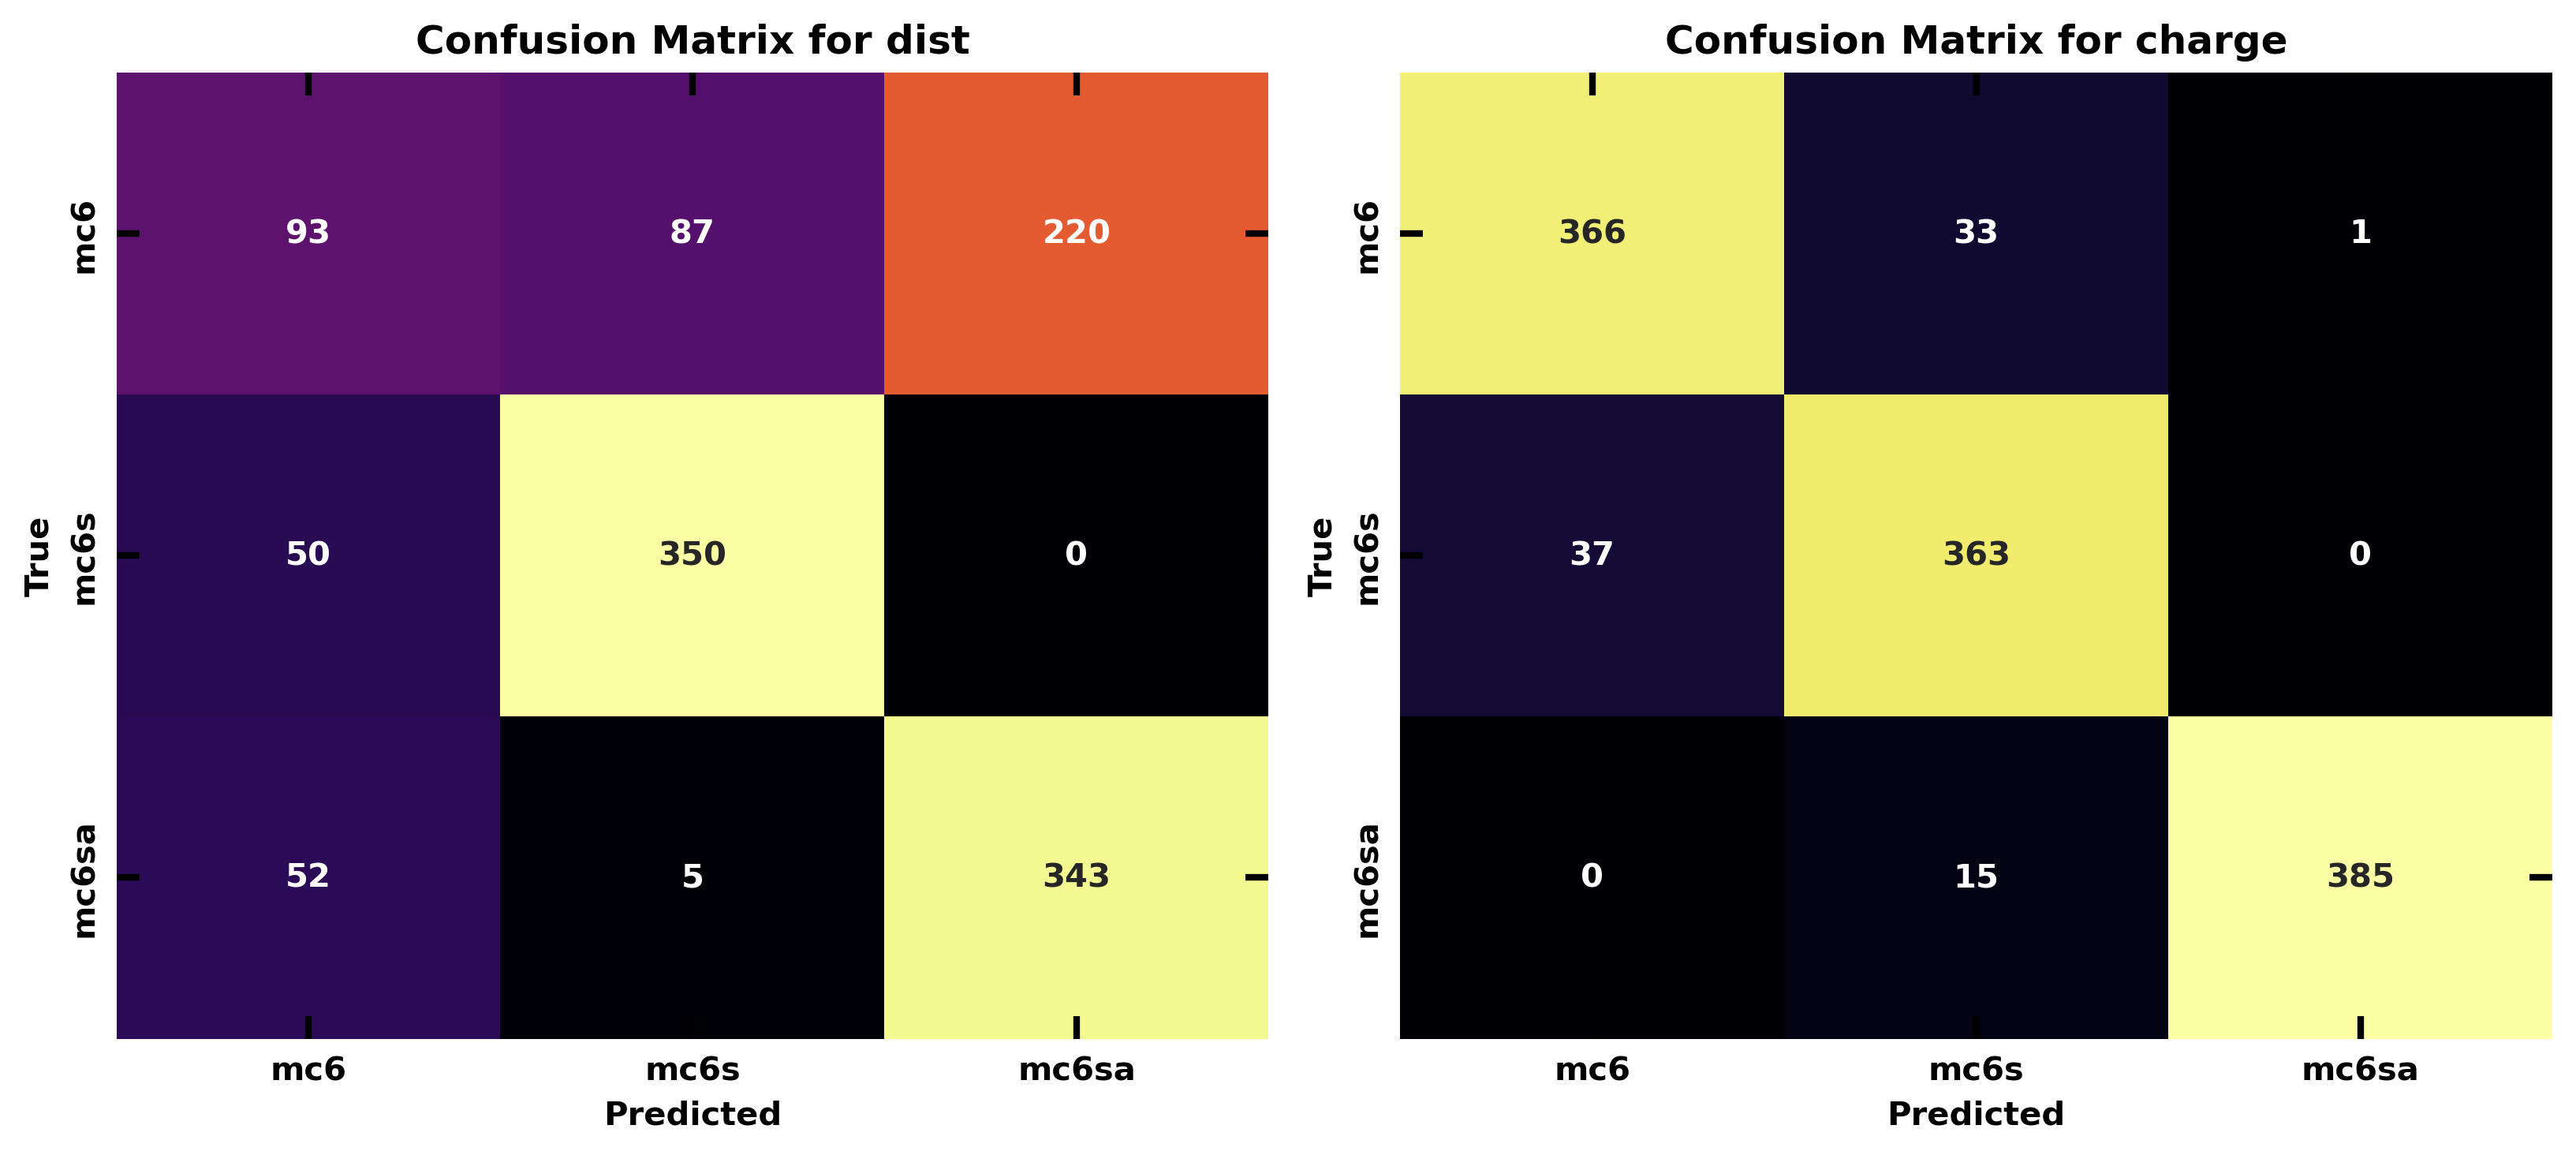 Confusion Matrix for dist
True
mc6
93
87
220
mc6s
50
350
0
mc6sa
52
5
343
mc6
mc6s
mc6sa
Predicted
Confusion Matrix for charge
True
mc6
366
33
1
mc6s
37
363
0
mc6sa
0
15
385
mc6
mc6s
mc6sa
Predicted